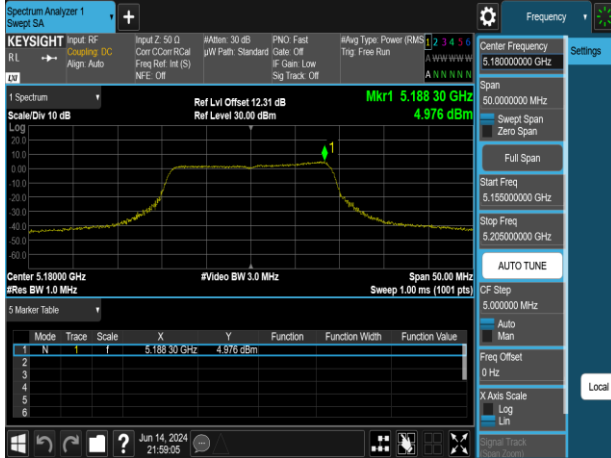 Spectrum Analyzer 1
Swept SA
Frequency
KEYSIGHT
RL
Input: RF
Coupling: DC
Align: Auto
Input Z: 50 Ω
Corr CCorr RCal
Freq Ref: Int (S)
NFE: Off
#Atten: 30 dB
µW Path: Standard
PNO: Fast
Gate: Off
IF Gain: Low
Sig Track: Off
#Avg Type: Power (RMS
Trig: Free Run
1 2 3 4 5 6
A W W W W W
A N N N N N
1 Spectrum
Scale/Div 10 dB
Ref Lvl Offset 12.31 dB
Ref Level 30.00 dBm
Mkr1 5.188 30 GHz
4.976 dBm
Log
20.0
10.0
0.00
-10.0
-20.0
-30.0
-40.0
-50.0
-60.0
1
Center 5.18000 GHz
#Res BW 1.0 MHz
#Video BW 3.0 MHz
Span 50.00 MHz
Sweep 1.00 ms (1001 pts)
5 Marker Table
Mode Trace Scale X Y Function Function Width Function Value
1 N 1 f 5.188 30 GHz 4.976 dBm
2
3
4
5
6
Jun 14, 2024
21:59:05
Center Frequency
5.180000000 GHz
Settings
Span
50.0000000 MHz
Swept Span
Zero Span
Full Span
Start Freq
5.155000000 GHz
Stop Freq
5.205000000 GHz
AUTO TUNE
CF Step
5.000000 MHz
Auto
Man
Freq Offset
0 Hz
X Axis Scale
Log
Lin
Local
Signal Track
(Span Zoom)